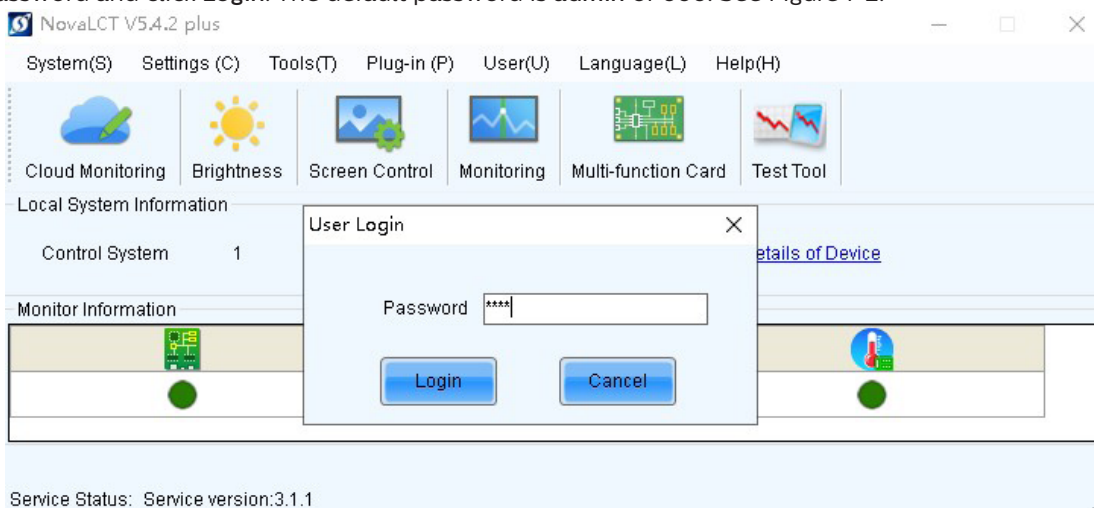 NovaLCT V5.4.2 plus
System(S) Settings (C) Tools(T) Plug-in (P) User(U) Language(L) Help(H)
Cloud Monitoring Brightness Screen Control Monitoring Multi-function Card Test Tool
Local System Information
User Login
Control System 1 etails of Device
Password ****
Monitor Information
Login Cancel
Service Status: Service version:3.1.1